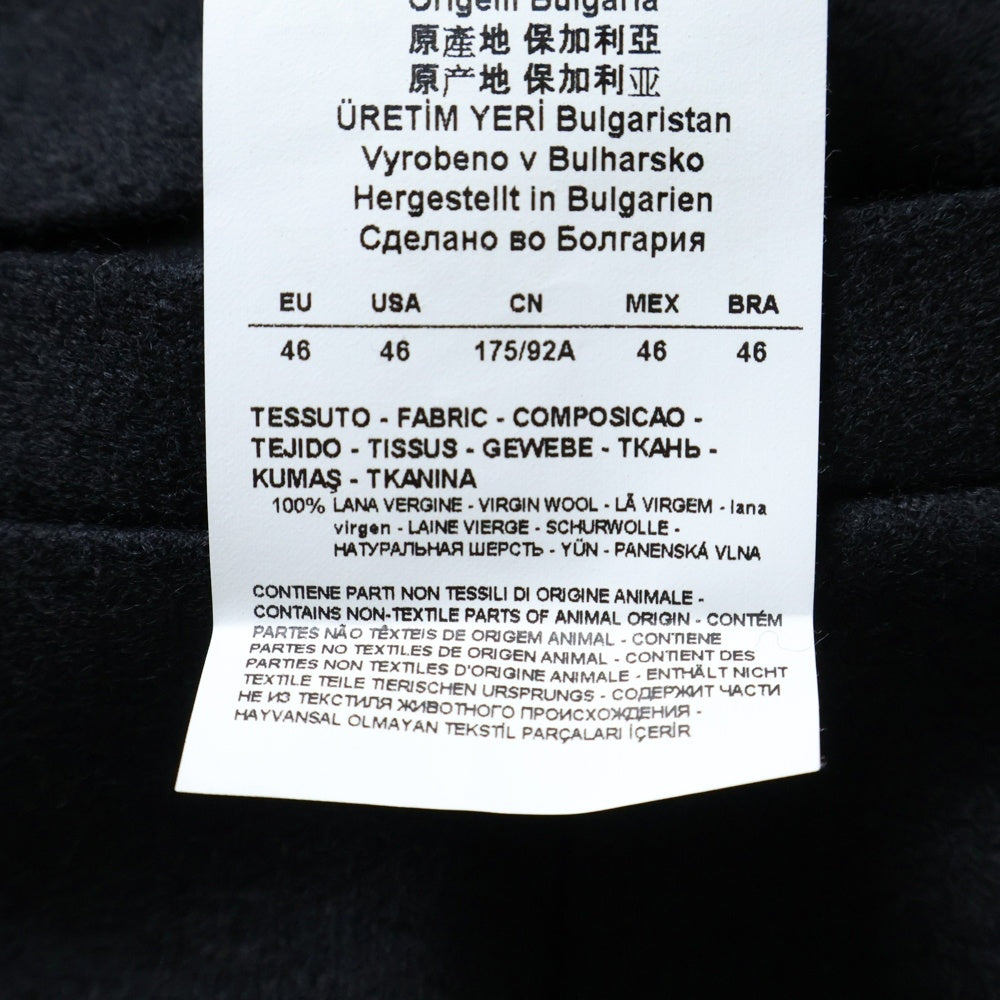 Origem Bulgaria
原產地 保加利亞
原产地 保加利亚
ÜRETİM YERİ Bulgaristan
Vyrobeno v Bulharsko
Hergestellt in Bulgarien
Сделано во Болгария
EU USA CN MEX BRA
46 46 175/92A 46 46
TESSUTO - FABRIC - COMPOSICAO -
TEJIDO - TISSUS - GEWEBE - ТКАНЬ -
KUMAŞ - TKANINA
100% LANA VERGINE - VIRGIN WOOL - LÃ VIRGEM - lana
virgen - LAINE VIERGE - SCHURWOLLE -
НАТУРАЛЬНАЯ ШЕРСТЬ - YÜN - PANENSKÁ VLNA
CONTIENE PARTI NON TESSILI DI ORIGINE ANIMALE -
CONTAINS NON-TEXTILE PARTS OF ANIMAL ORIGIN - CONTÉM
PARTES NÃO TÊXTEIS DE ORIGEM ANIMAL - CONTIENE
PARTES NO TEXTILES DE ORIGEN ANIMAL - CONTIENT DES
PARTIES NON TEXTILES D'ORIGINE ANIMALE - ENTHÄLT NICHT
TEXTILE TEILE TIERISCHEN URSPRUNGS - СОДЕРЖИТ ЧАСТИ
НЕ ИЗ ТЕКСТИЛЯ ЖИВОТНОГО ПРОИСХОЖДЕНИЯ -
HAYVANSAL OLMAYAN TEKSTİL PARÇALARI İÇERİR